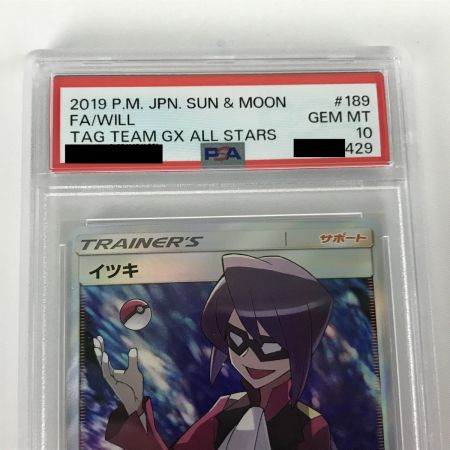 2019 P.M. JPN. SUN & MOON #189
FA/WILL GEM MT
TAG TEAM GX ALL STARS 10
PSA 429
TRAINER'S サポート
イツキ